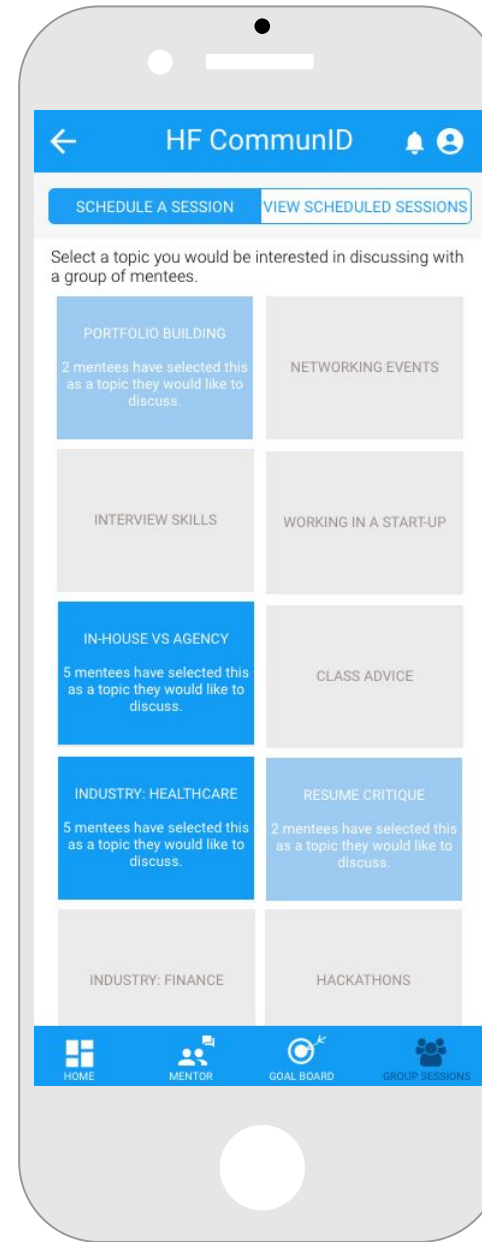 HF CommunID
SCHEDULE A SESSION
VIEW SCHEDULED SESSIONS
Select a topic you would be interested in discussing with
a group of mentees.
PORTFOLIO BUILDING
2 mentees have selected this
as a topic they would like to
discuss.
NETWORKING EVENTS
INTERVIEW SKILLS
WORKING IN A START-UP
IN-HOUSE VS AGENCY
5 mentees have selected this
as a topic they would like to
discuss.
CLASS ADVICE
INDUSTRY: HEALTHCARE
5 mentees have selected this
as a topic they would like to
discuss.
RESUME CRITIQUE
2 mentees have selected this
as a topic they would like to
discuss.
INDUSTRY: FINANCE
HACKATHONS
HOME
MENTOR
GOAL BOARD
GROUP SESSIONS